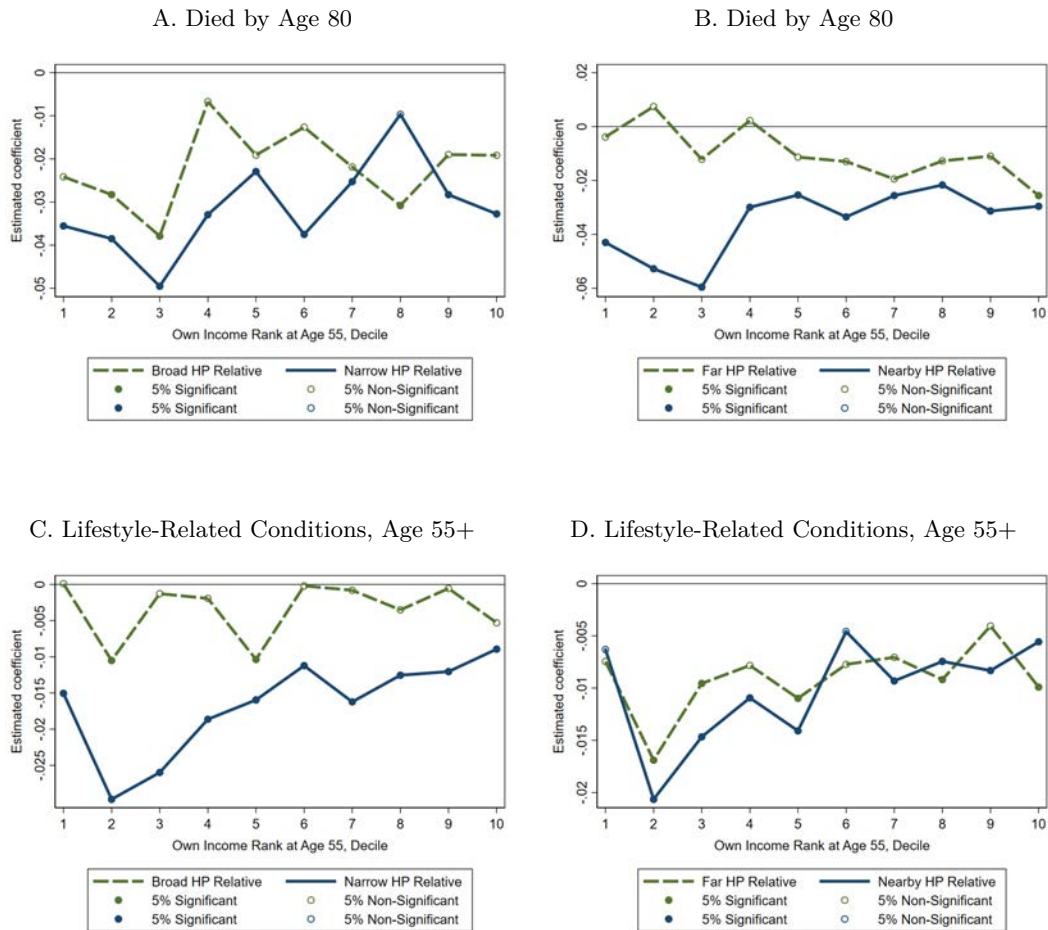 A. Died by Age 80
0
-.01
-.02
-.03
-.04
-.05
Estimated coefficient
1 2 3 4 5 6 7 8 9 10
Own Income Rank at Age 55, Decile
Broad HP Relative Narrow HP Relative
5% Significant 5% Non-Significant
5% Significant 5% Non-Significant
B. Died by Age 80
.02
0
-.02
-.04
-.06
Estimated coefficient
1 2 3 4 5 6 7 8 9 10
Own Income Rank at Age 55, Decile
Far HP Relative Nearby HP Relative
5% Significant 5% Non-Significant
5% Significant 5% Non-Significant
C. Lifestyle-Related Conditions, Age 55+
0
-.005
-.01
-.015
-.02
-.025
Estimated coefficient
1 2 3 4 5 6 7 8 9 10
Own Income Rank at Age 55, Decile
Broad HP Relative Narrow HP Relative
5% Significant 5% Non-Significant
5% Significant 5% Non-Significant
D. Lifestyle-Related Conditions, Age 55+
0
-.005
-.01
-.015
-.02
Estimated coefficient
1 2 3 4 5 6 7 8 9 10
Own Income Rank at Age 55, Decile
Far HP Relative Nearby HP Relative
5% Significant 5% Non-Significant
5% Significant 5% Non-Significant